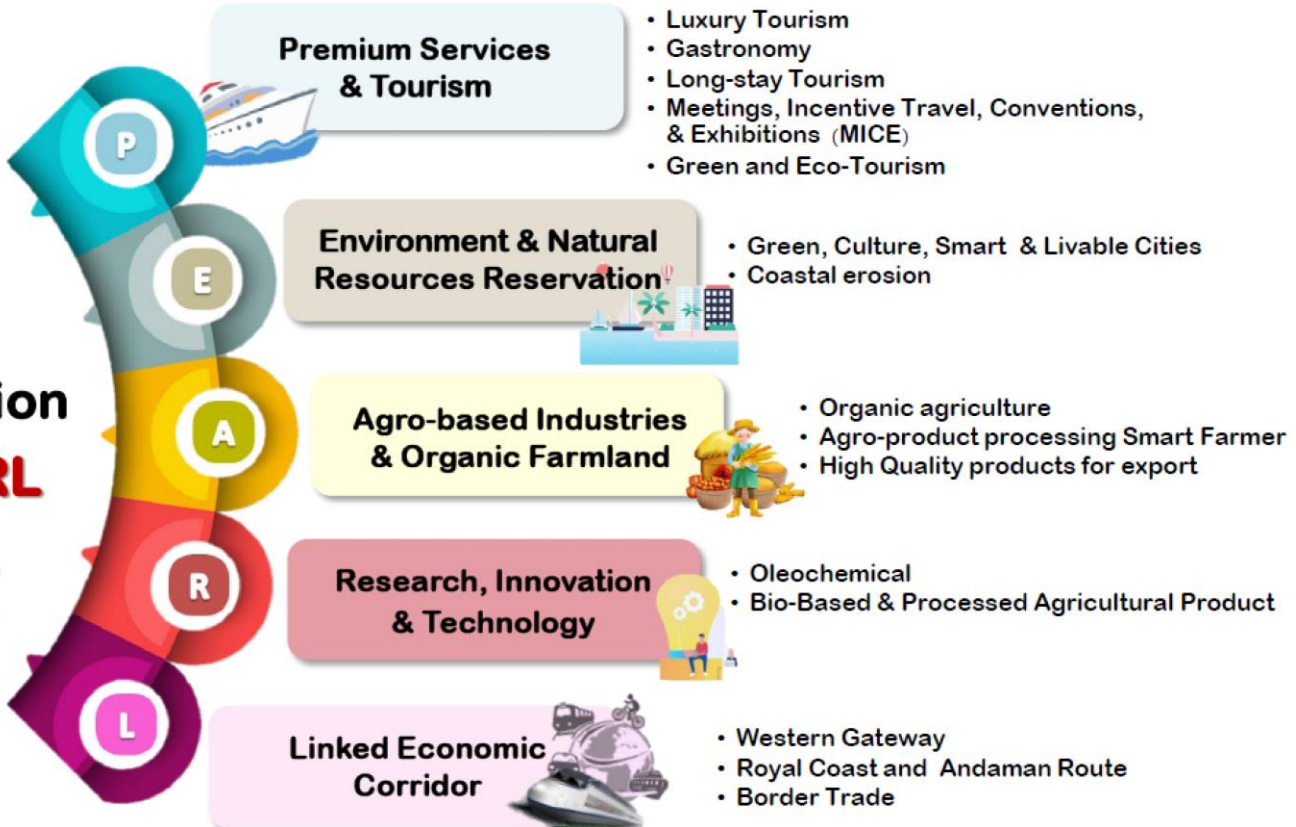 P
Premium Services
& Tourism
• Luxury Tourism
• Gastronomy
• Long-stay Tourism
• Meetings, Incentive Travel, Conventions,
& Exhibitions (MICE)
• Green and Eco-Tourism
E
Environment & Natural
Resources Reservation
• Green, Culture, Smart & Livable Cities
• Coastal erosion
A
Agro-based Industries
& Organic Farmland
• Organic agriculture
• Agro-product processing Smart Farmer
• High Quality products for export
R
Research, Innovation
& Technology
• Oleochemical
• Bio-Based & Processed Agricultural Product
L
Linked Economic
Corridor
• Western Gateway
• Royal Coast and Andaman Route
• Border Trade
ion
RL